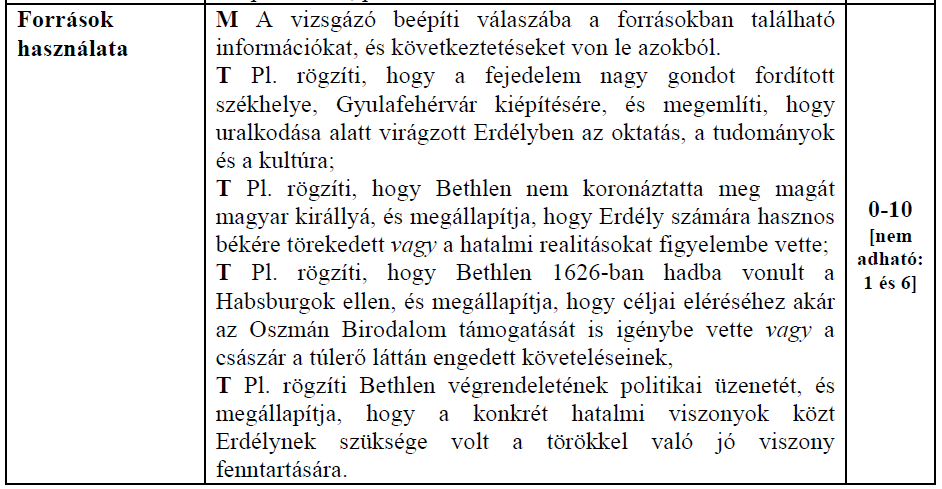 Források
használata
M A vizsgázó beépíti válaszába a forrásokban található
információkat, és következtetéseket von le azokból.
T Pl. rögzíti, hogy a fejedelem nagy gondot fordított
székhelye, Gyulafehérvár kiépítésére, és megemlíti, hogy
uralkodása alatt virágzott Erdélyben az oktatás, a tudományok
és a kultúra;
T Pl. rögzíti, hogy Bethlen nem koronáztatta meg magát
magyar királlyá, és megállapítja, hogy Erdély számára hasznos
békére törekedett vagy a hatalmi realitásokat figyelembe vette;
T Pl. rögzíti, hogy Bethlen 1626-ban hadba vonult a
Habsburgok ellen, és megállapítja, hogy céljai eléréséhez akár
az Oszmán Birodalom támogatását is igénybe vette vagy a
császár a túlerő láttán engedett követeléseinek,
T Pl. rögzíti Bethlen végrendeletének politikai üzenetét, és
megállapítja, hogy a konkrét hatalmi viszonyok közt
Erdélynek szüksége volt a törökkel való jó viszony
fenntartására.
0-10
[nem
adható:
1 és 6]